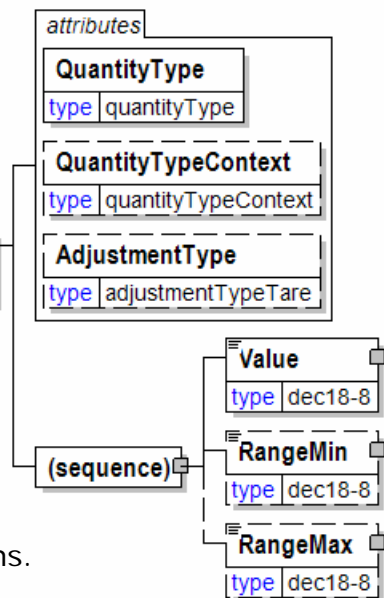 attributes
QuantityType
type quantityType
QuantityTypeContext
type quantityTypeContext
AdjustmentType
type adjustmentTypeTare
Value
type dec18-8
(sequence)
RangeMin
type dec18-8
RangeMax
type dec18-8
ns.